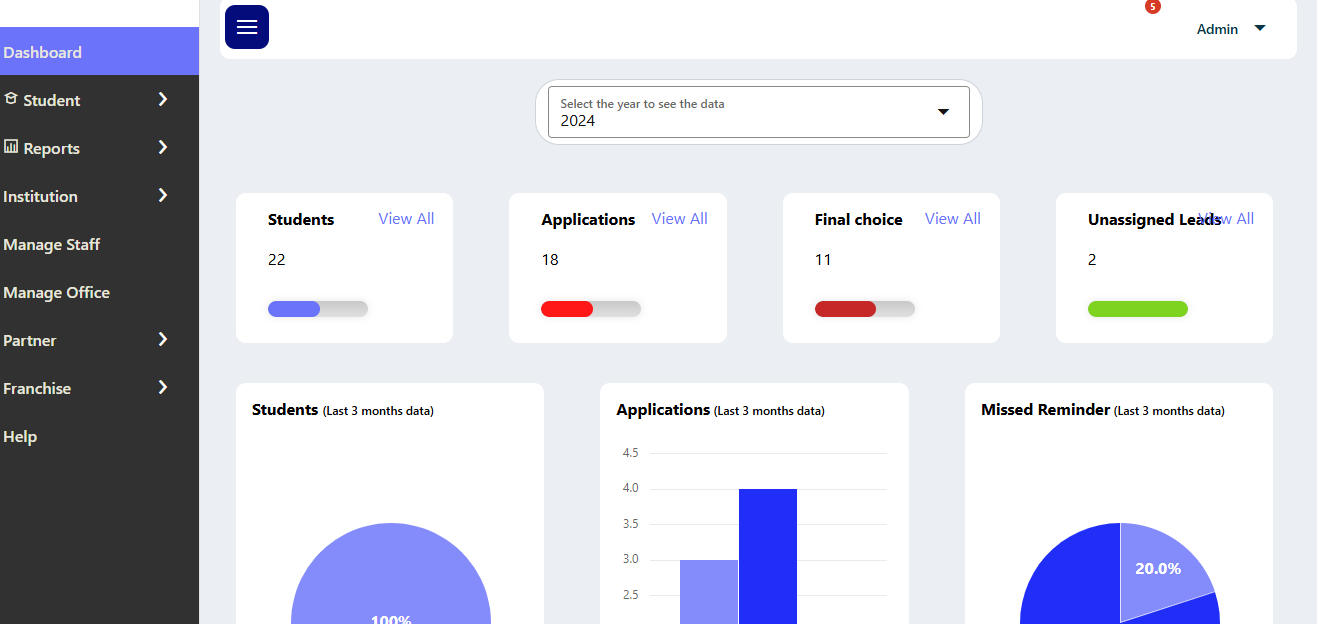 5
Admin
Dashboard
Student
Reports
Institution
Manage Staff
Manage Office
Partner
Franchise
Help
Select the year to see the data
2024
Students View All
22
Applications View All
18
Final choice View All
11
Unassigned Leads View All
2
Students (Last 3 months data)
100%
Applications (Last 3 months data)
4.5
4.0
3.5
3.0
2.5
Missed Reminder (Last 3 months data)
20.0%